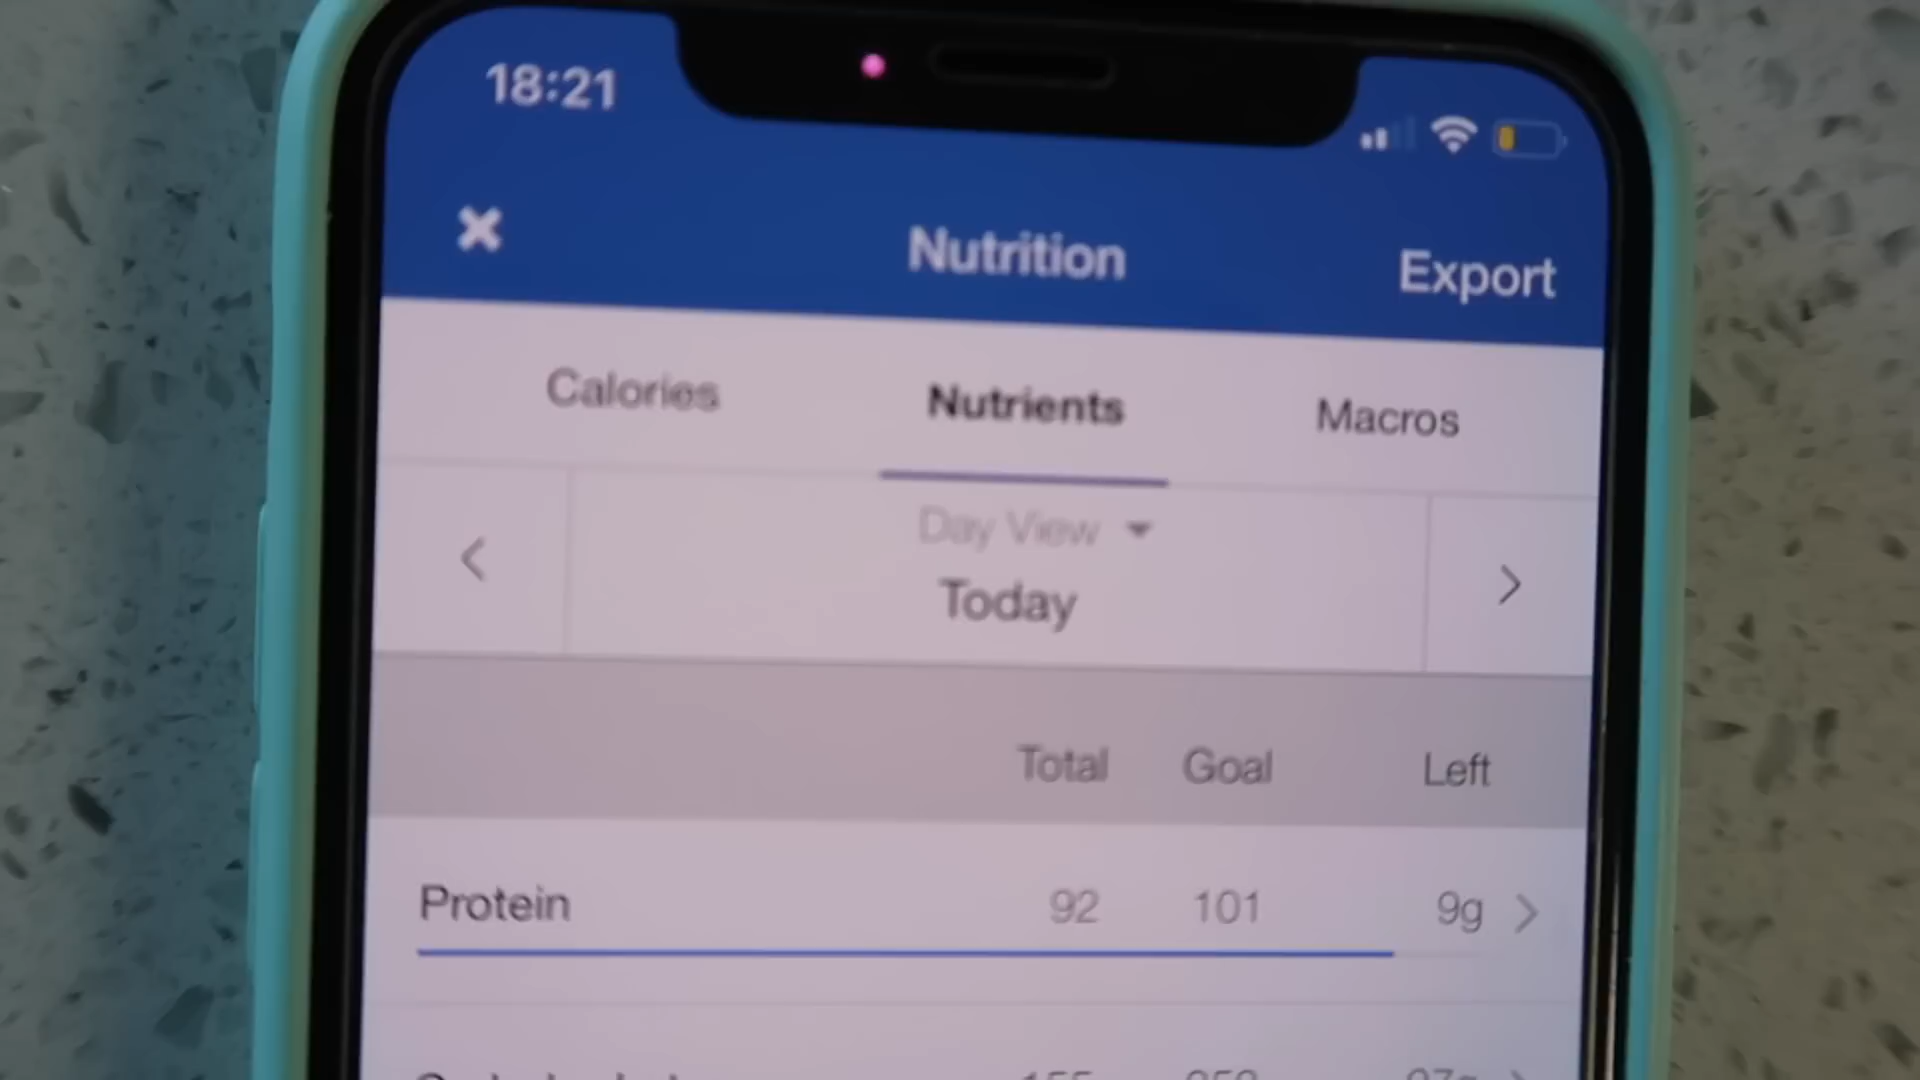 18:21
Nutrition
Export
Calories Nutrients Macros
Day View
Today
Total Goal Left
Protein 92 101 9g